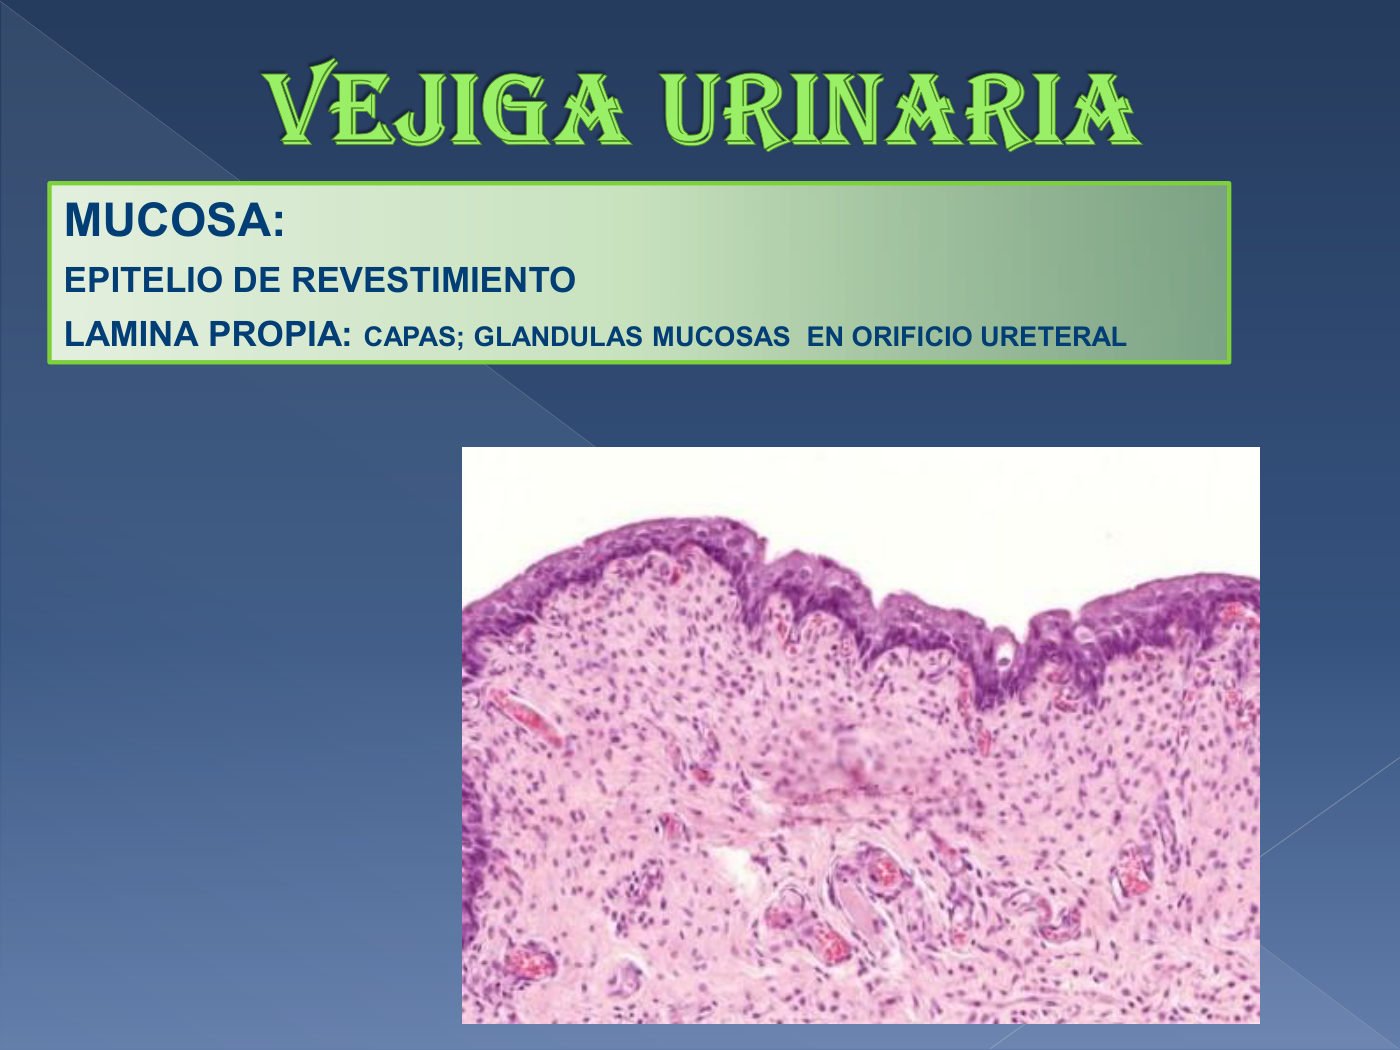 VEJIGA URINARIA
MUCOSA:
EPITELIO DE REVESTIMIENTO
LAMINA PROPIA: CAPAS; GLANDULAS MUCOSAS EN ORIFICIO URETERAL